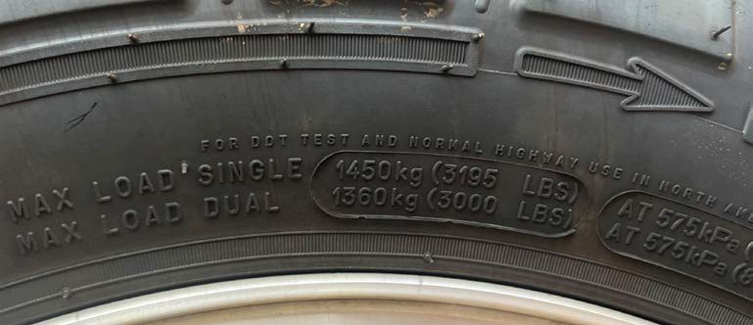 FOR DOT TEST AND NORMAL HIGHWAY USE IN NORTH
MAX LOAD SINGLE 1450kg (3195 LBS) AT 575kPa
MAX LOAD DUAL 1360kg (3000 LBS) AT 575kPa